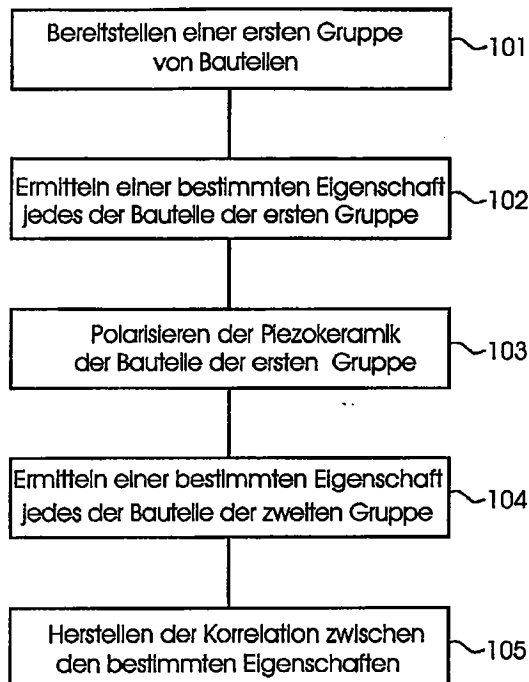 Bereitstellen einer ersten Gruppe
von Bauteilen
101
Ermitteln einer bestimmten Eigenschaft
jedes der Bauteile der ersten Gruppe
102
Polarisieren der Piezokeramik
der Bauteile der ersten Gruppe
103
Ermitteln einer bestimmten Eigenschaft
jedes der Bauteile der zweiten Gruppe
104
Herstellen der Korrelation zwischen
den bestimmten Eigenschaften
105